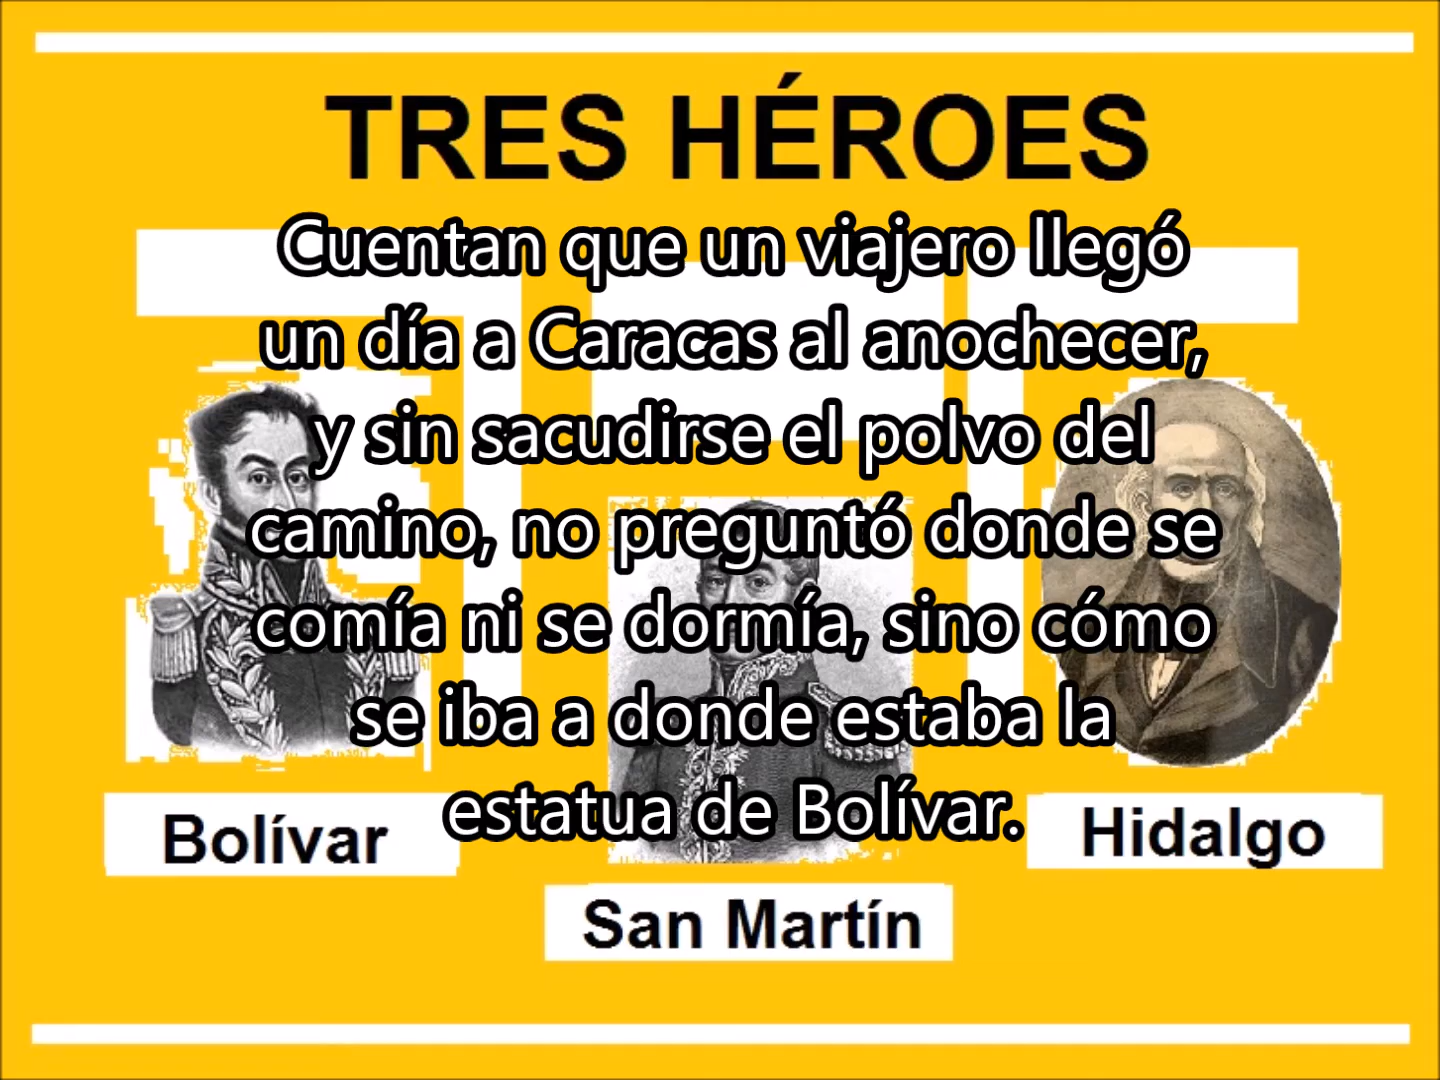 TRES HÉROES
Cuentan que un viajero llegó
un día a Caracas al anochecer,
y sin sacudirse el polvo del
camino, no preguntó donde se
comía ni se dormía, sino cómo
se iba a donde estaba la
estatua de Bolívar.
Bolívar
Hidalgo
San Martín